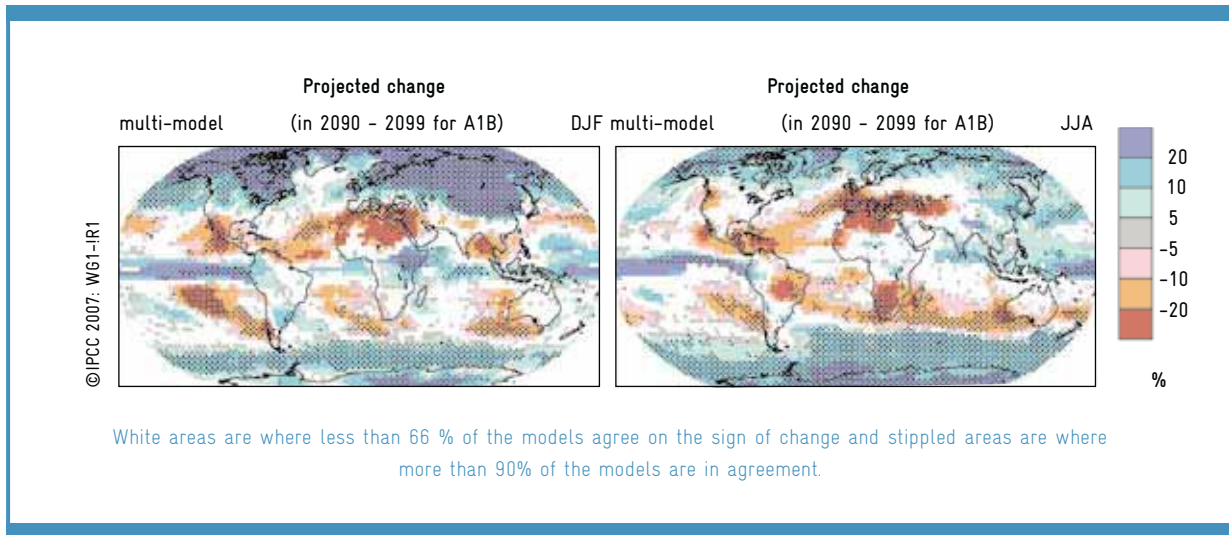 Projected change
Projected change
multi-model (in 2090 - 2099 for A1B) DJF multi-model (in 2090 - 2099 for A1B) JJA
©IPCC 2007: WG1-!R1
20
10
5
-5
-10
-20
%
White areas are where less than 66 % of the models agree on the sign of change and stippled areas are where
more than 90% of the models are in agreement.